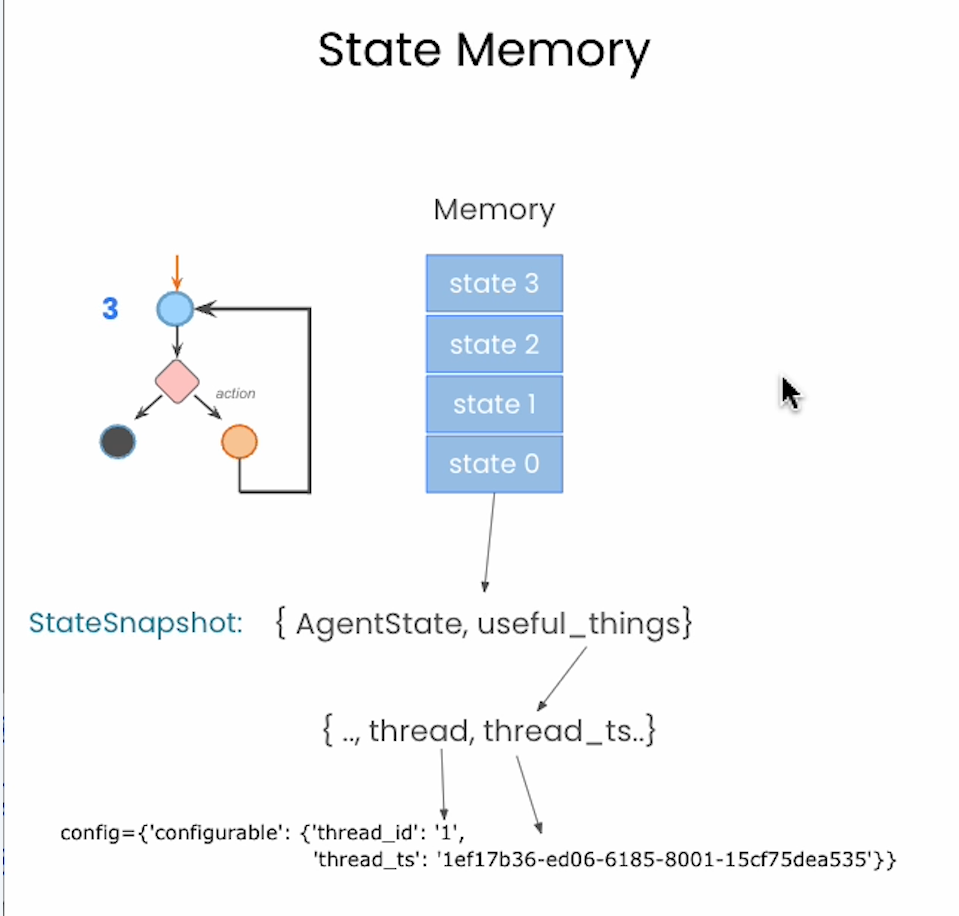 State Memory
Memory
state 3
3
state 2
action
state 1
state 0
StateSnapshot: { AgentState, useful_things}
{ .., thread, thread_ts..}
config={'configurable': {'thread_id': '1',
'thread_ts': '1ef17b36-ed06-6185-8001-15cf75dea535'}}